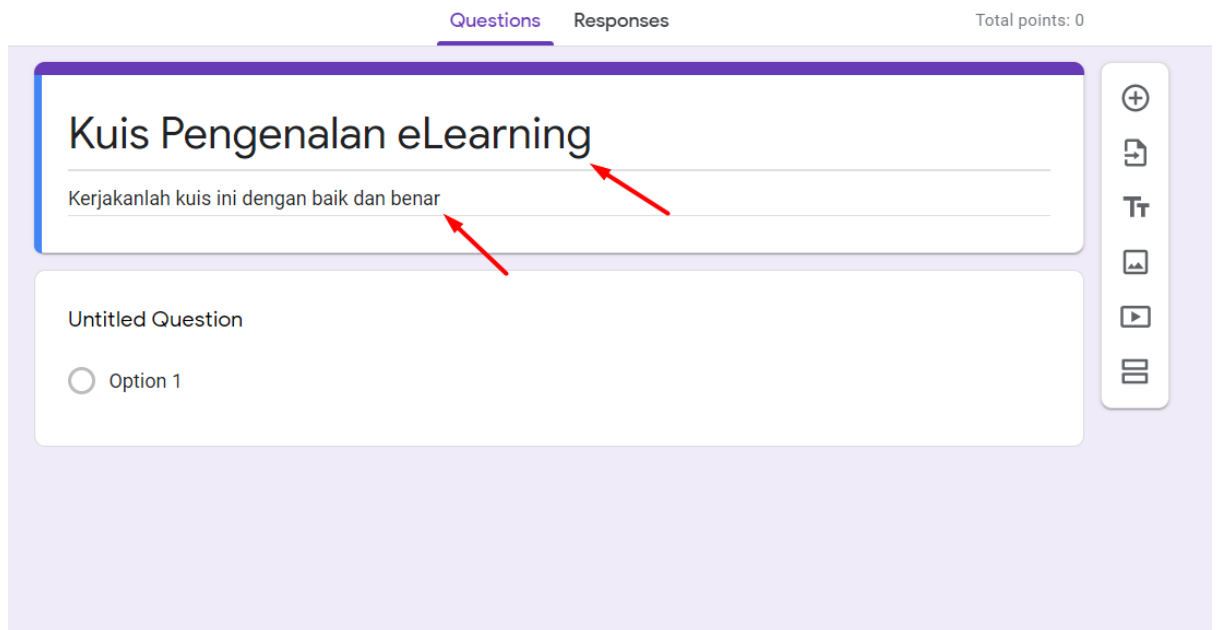 Questions Responses Total points: 0
Kuis Pengenalan eLearning
Kerjakanlah kuis ini dengan baik dan benar
Untitled Question
Option 1